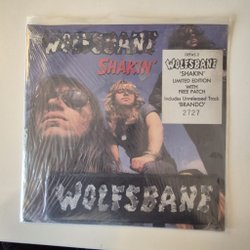 WOLFSBANE
SHAKIN'
WOLFSBANE
'SHAKIN'
LIMITED EDITION
WITH
FREE PATCH
Includes Unreleased Track
'BRANDO'
2727
WOLFSBANE